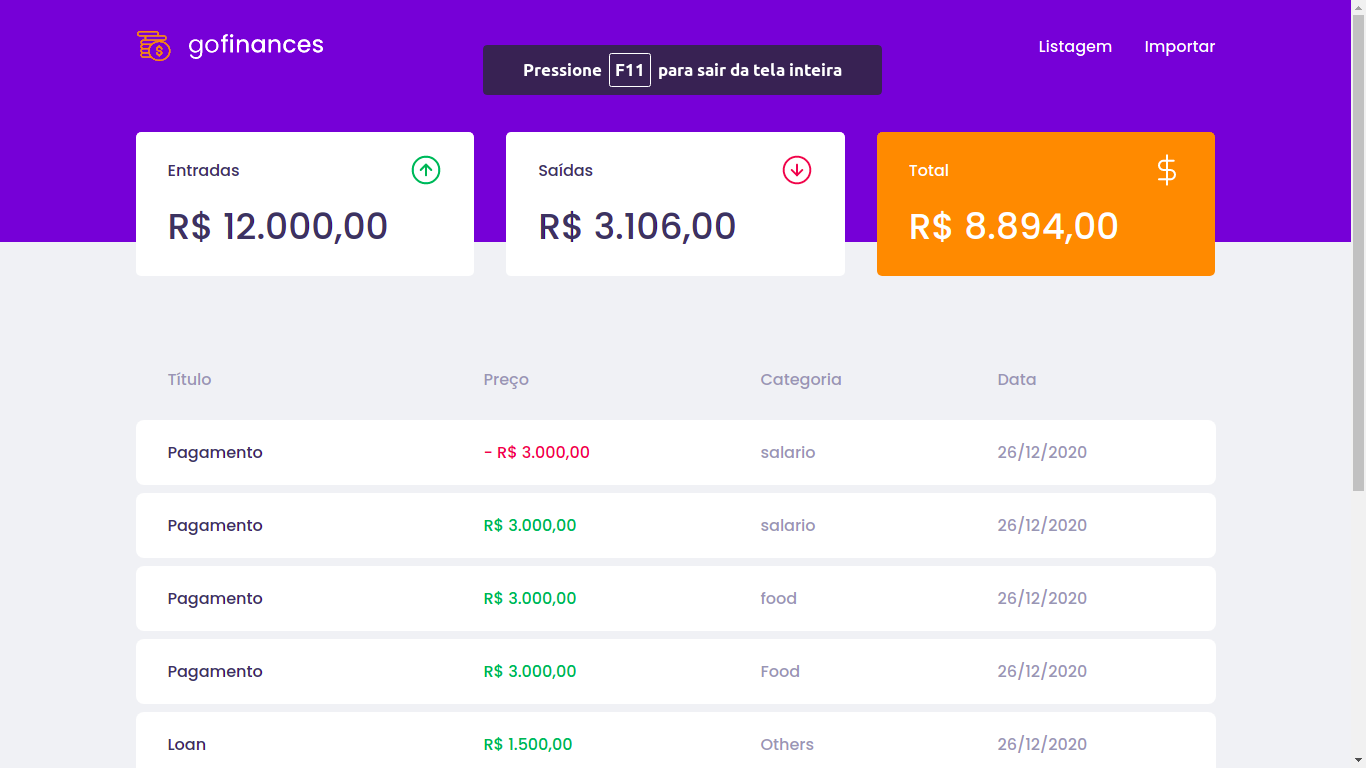 gofinances
Listagem Importar
Pressione F11 para sair da tela inteira
Entradas
R$ 12.000,00
Saídas
R$ 3.106,00
Total
$
R$ 8.894,00
Título Preço Categoria Data
Pagamento - R$ 3.000,00 salario 26/12/2020
Pagamento R$ 3.000,00 salario 26/12/2020
Pagamento R$ 3.000,00 food 26/12/2020
Pagamento R$ 3.000,00 Food 26/12/2020
Loan R$ 1.500,00 Others 26/12/2020